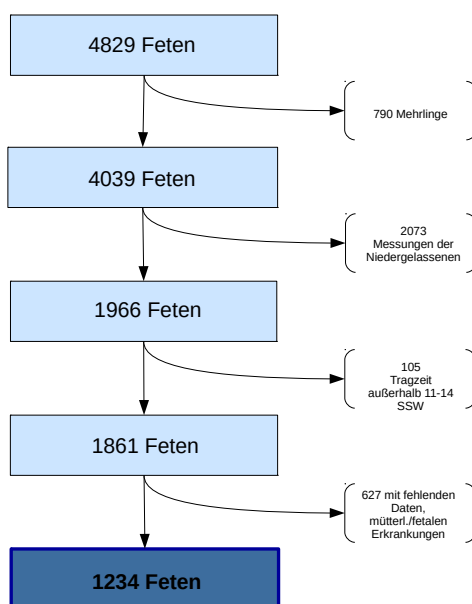 4829 Feten
790 Mehrlinge
4039 Feten
2073
Messungen der
Niedergelassenen
1966 Feten
105
Tragzeit
außerhalb 11-14
SSW
1861 Feten
627 mit fehlenden
Daten,
mütterl./fetalen
Erkrankungen
1234 Feten